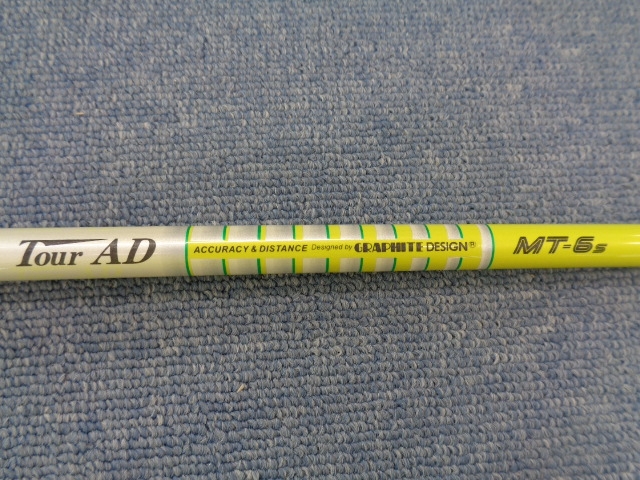 Tour AD ACCURACY & DISTANCE Designed by GRAPHITE DESIGN® MT-6s